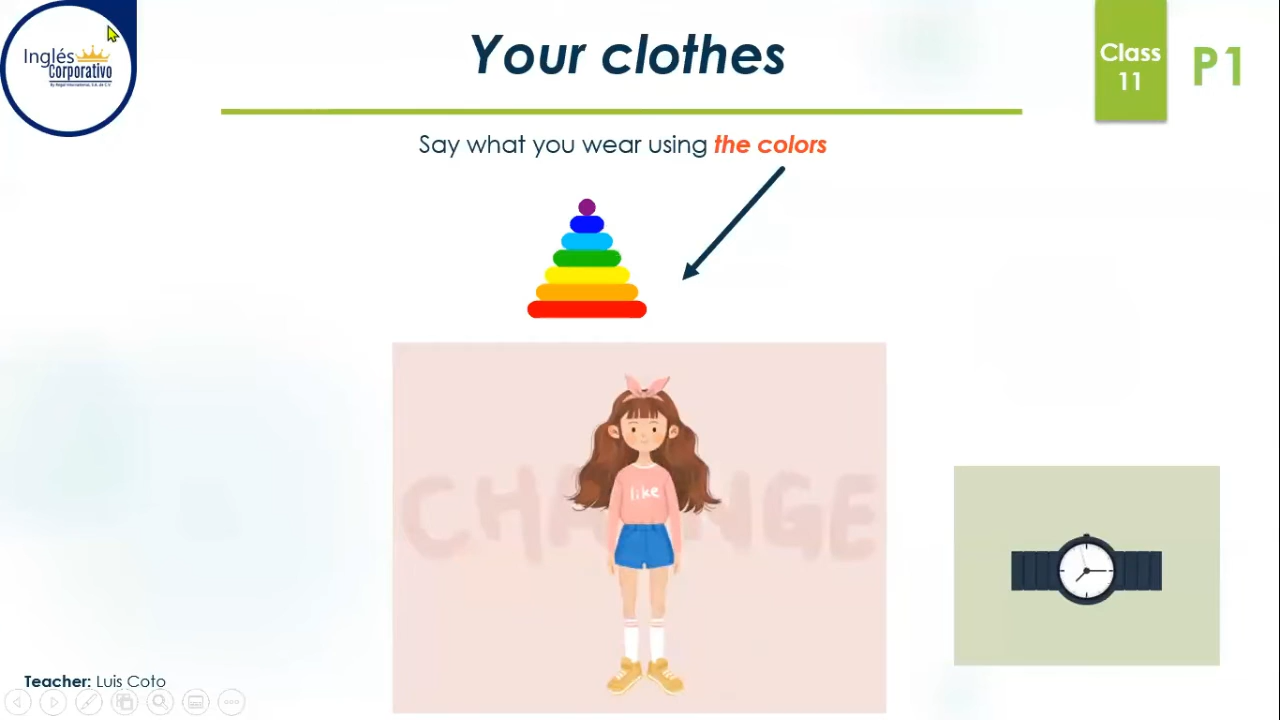 Inglés
Corporativo
Your clothes
Class
11
P1
Say what you wear using the colors
CHANGE
like
Teacher: Luis Coto